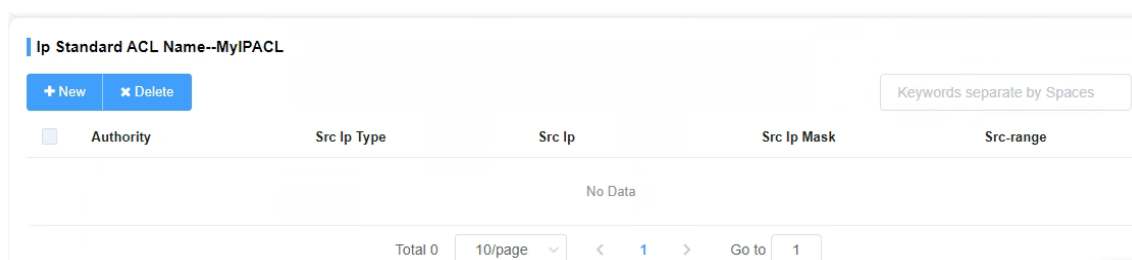 Ip Standard ACL Name--MyIPACL
New Delete Keywords separate by Spaces
Authority Src Ip Type Src Ip Src Ip Mask Src-range
No Data
Total 0 10/page < 1 > Go to 1